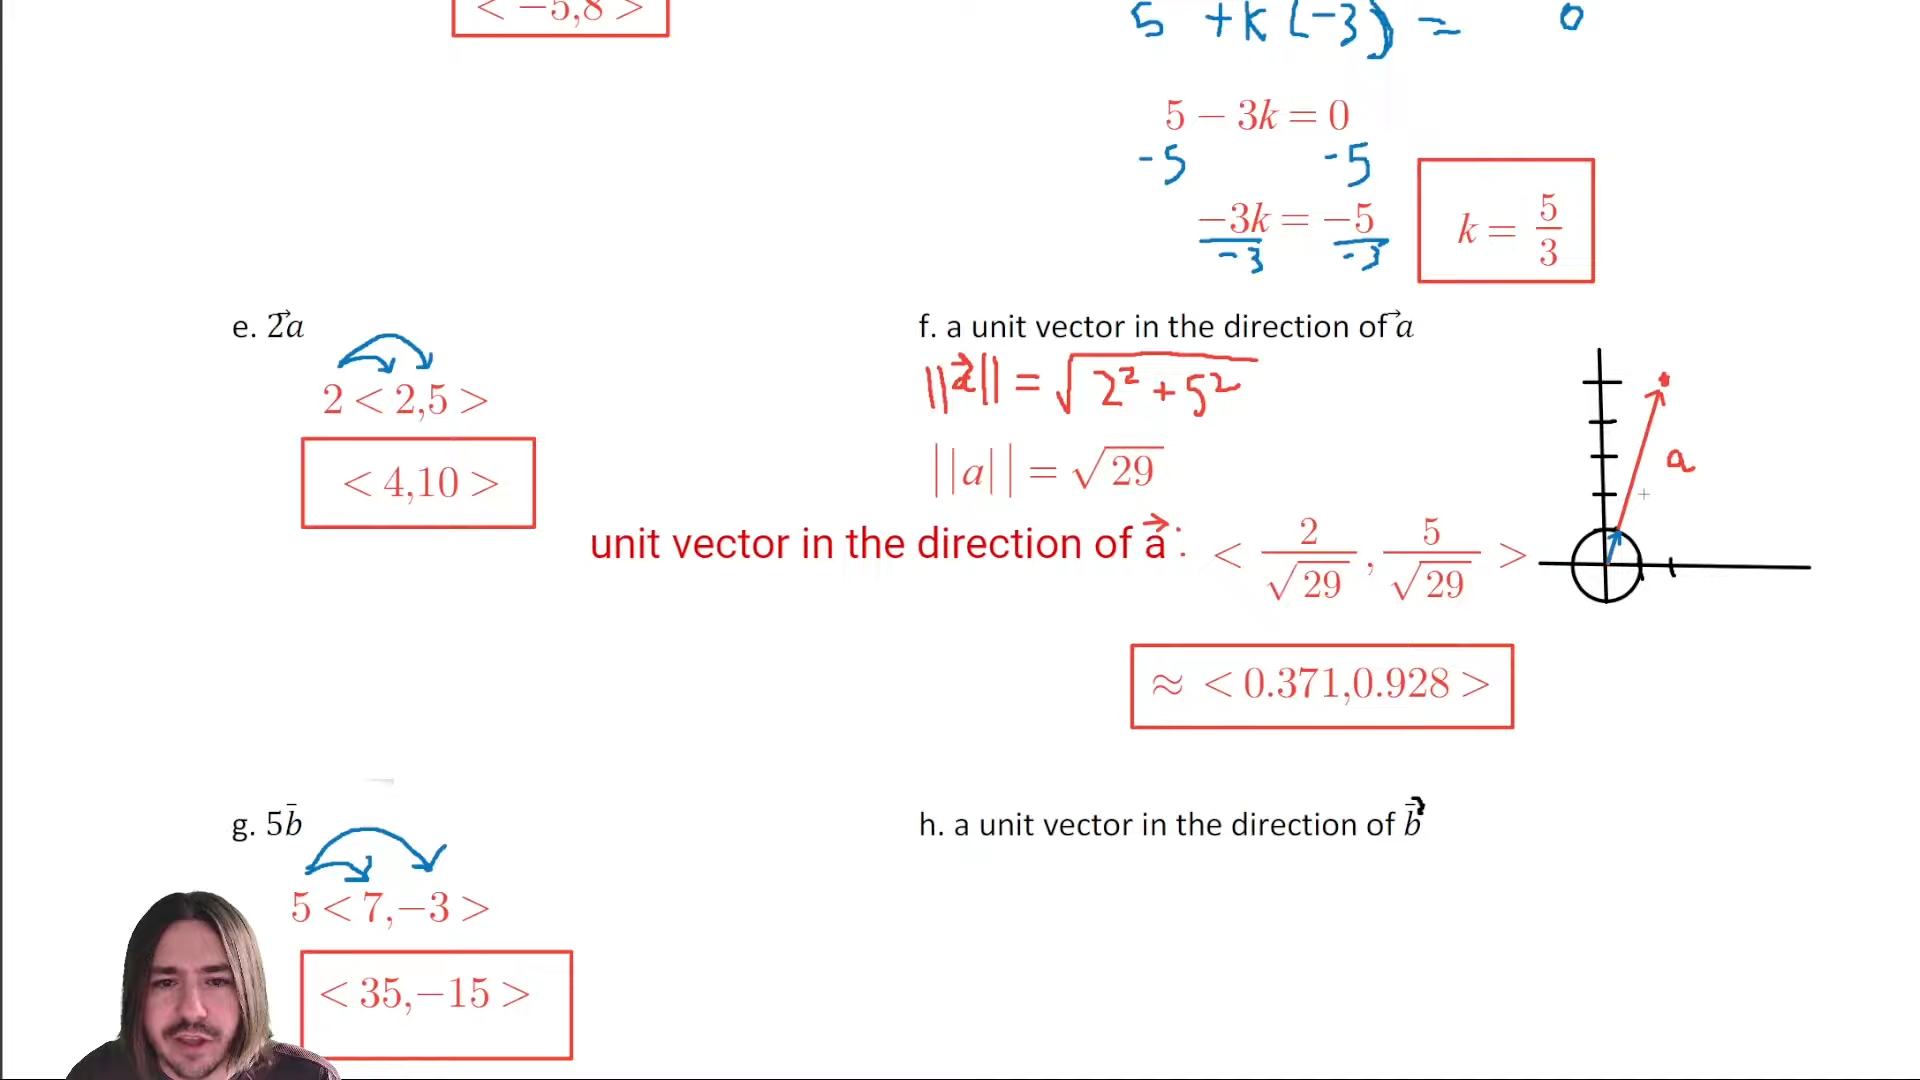 < −5,8 >
5 + k (−3) = 0
5 − 3k = 0
-5 -5
−3k = −5
-3 -3
k = 5/3
e. 2a⃗
2 < 2,5 >
< 4,10 >
f. a unit vector in the direction of a⃗
||a⃗|| = √(2² + 5²)
||a|| = √29
unit vector in the direction of a⃗ : < 2/√29 , 5/√29 >
≈ < 0.371,0.928 >
a
g. 5b̄
5 < 7,−3 >
< 35,−15 >
h. a unit vector in the direction of b⃗